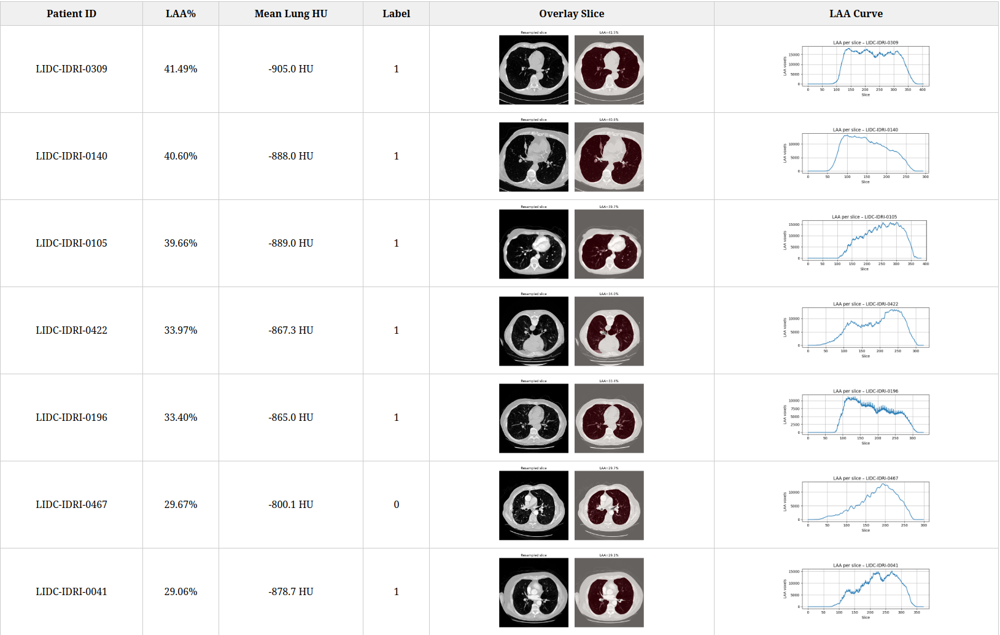 Patient ID LAA% Mean Lung HU Label Overlay Slice LAA Curve
LIDC-IDRI-0309 41.49% -905.0 HU 1
Resampled slice LAA=41.5%
LAA per slice – LIDC-IDRI-0309
LAA voxels
15000
10000
5000
0
0 50 100 150 200 250 300 350 400
Slice
LIDC-IDRI-0140 40.60% -888.0 HU 1
Resampled slice LAA=40.6%
LAA per slice – LIDC-IDRI-0140
LAA voxels
10000
5000
0
0 50 100 150 200 250 300
Slice
LIDC-IDRI-0105 39.66% -889.0 HU 1
Resampled slice LAA=39.7%
LAA per slice – LIDC-IDRI-0105
LAA voxels
15000
10000
5000
0
0 50 100 150 200 250 300 350 400
Slice
LIDC-IDRI-0422 33.97% -867.3 HU 1
Resampled slice LAA=34.0%
LAA per slice – LIDC-IDRI-0422
LAA voxels
10000
5000
0
0 50 100 150 200 250 300
Slice
LIDC-IDRI-0196 33.40% -865.0 HU 1
Resampled slice LAA=33.4%
LAA per slice – LIDC-IDRI-0196
LAA voxels
10000
7500
5000
2500
0
0 50 100 150 200 250 300
Slice
LIDC-IDRI-0467 29.67% -800.1 HU 0
Resampled slice LAA=29.7%
LAA per slice – LIDC-IDRI-0467
LAA voxels
10000
5000
0
0 50 100 150 200 250 300
Slice
LIDC-IDRI-0041 29.06% -878.7 HU 1
Resampled slice LAA=29.1%
LAA per slice – LIDC-IDRI-0041
LAA voxels
15000
10000
5000
0
0 50 100 150 200 250 300 350
Slice